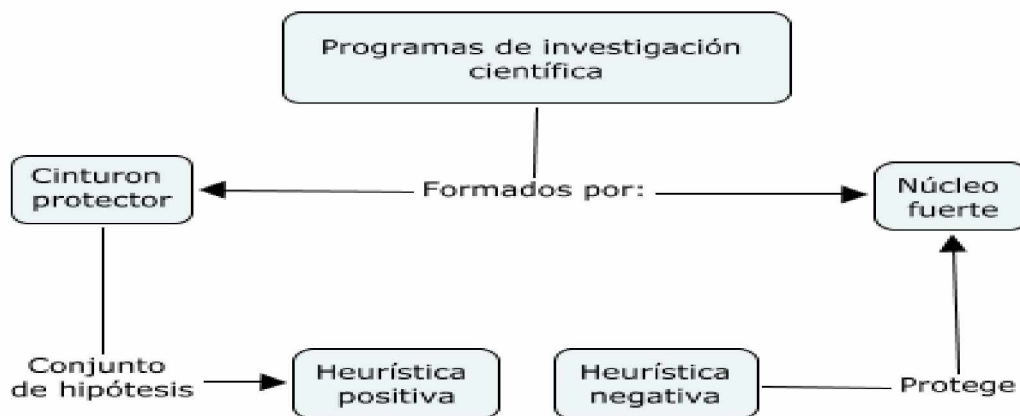 Programas de investigación
científica
Cinturon
protector
Formados por:
Núcleo
fuerte
Conjunto
de hipótesis
Heurística
positiva
Heurística
negativa
Protege